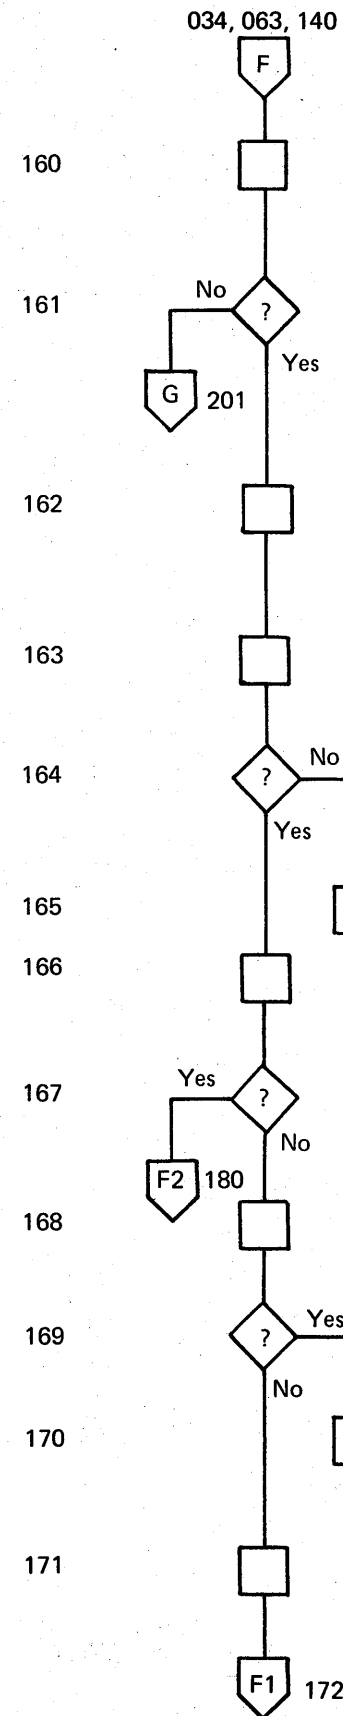 034, 063, 140
F
160
161
No
?
Yes
G
201
162
163
164
?
No
Yes
165
166
167
Yes
?
No
F2
180
168
169
?
Yes
No
170
171
F1
172